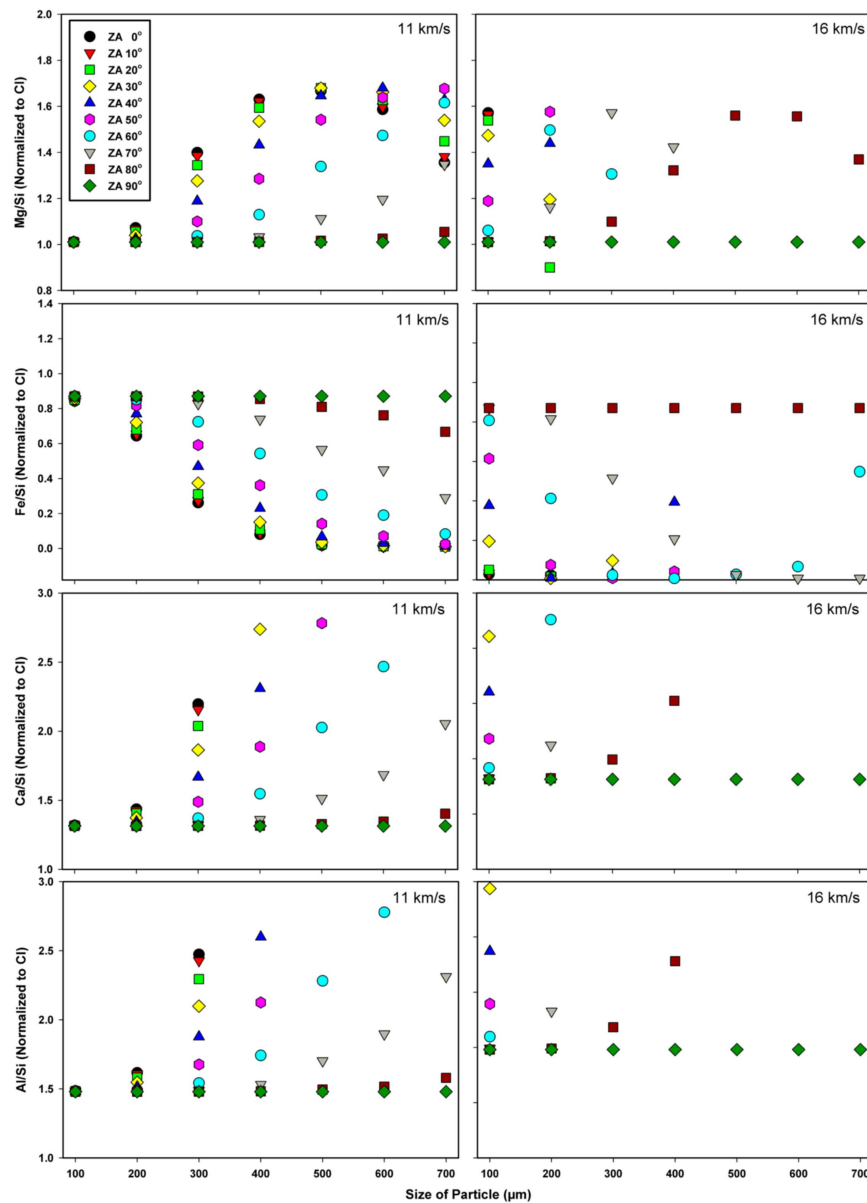 11 km/s
16 km/s
ZA 0°
ZA 10°
ZA 20°
ZA 30°
ZA 40°
ZA 50°
ZA 60°
ZA 70°
ZA 80°
ZA 90°
Mg/Si (Normalized to CI)
2.0
1.8
1.6
1.4
1.2
1.0
0.8
11 km/s
16 km/s
Fe/Si (Normalized to CI)
1.4
1.2
1.0
0.8
0.6
0.4
0.2
0.0
11 km/s
16 km/s
Ca/Si (Normalized to CI)
3.0
2.5
2.0
1.5
1.0
11 km/s
16 km/s
Al/Si (Normalized to CI)
3.0
2.5
2.0
1.5
1.0
100 200 300 400 500 600 700 100 200 300 400 500 600 700
Size of Particle (µm)